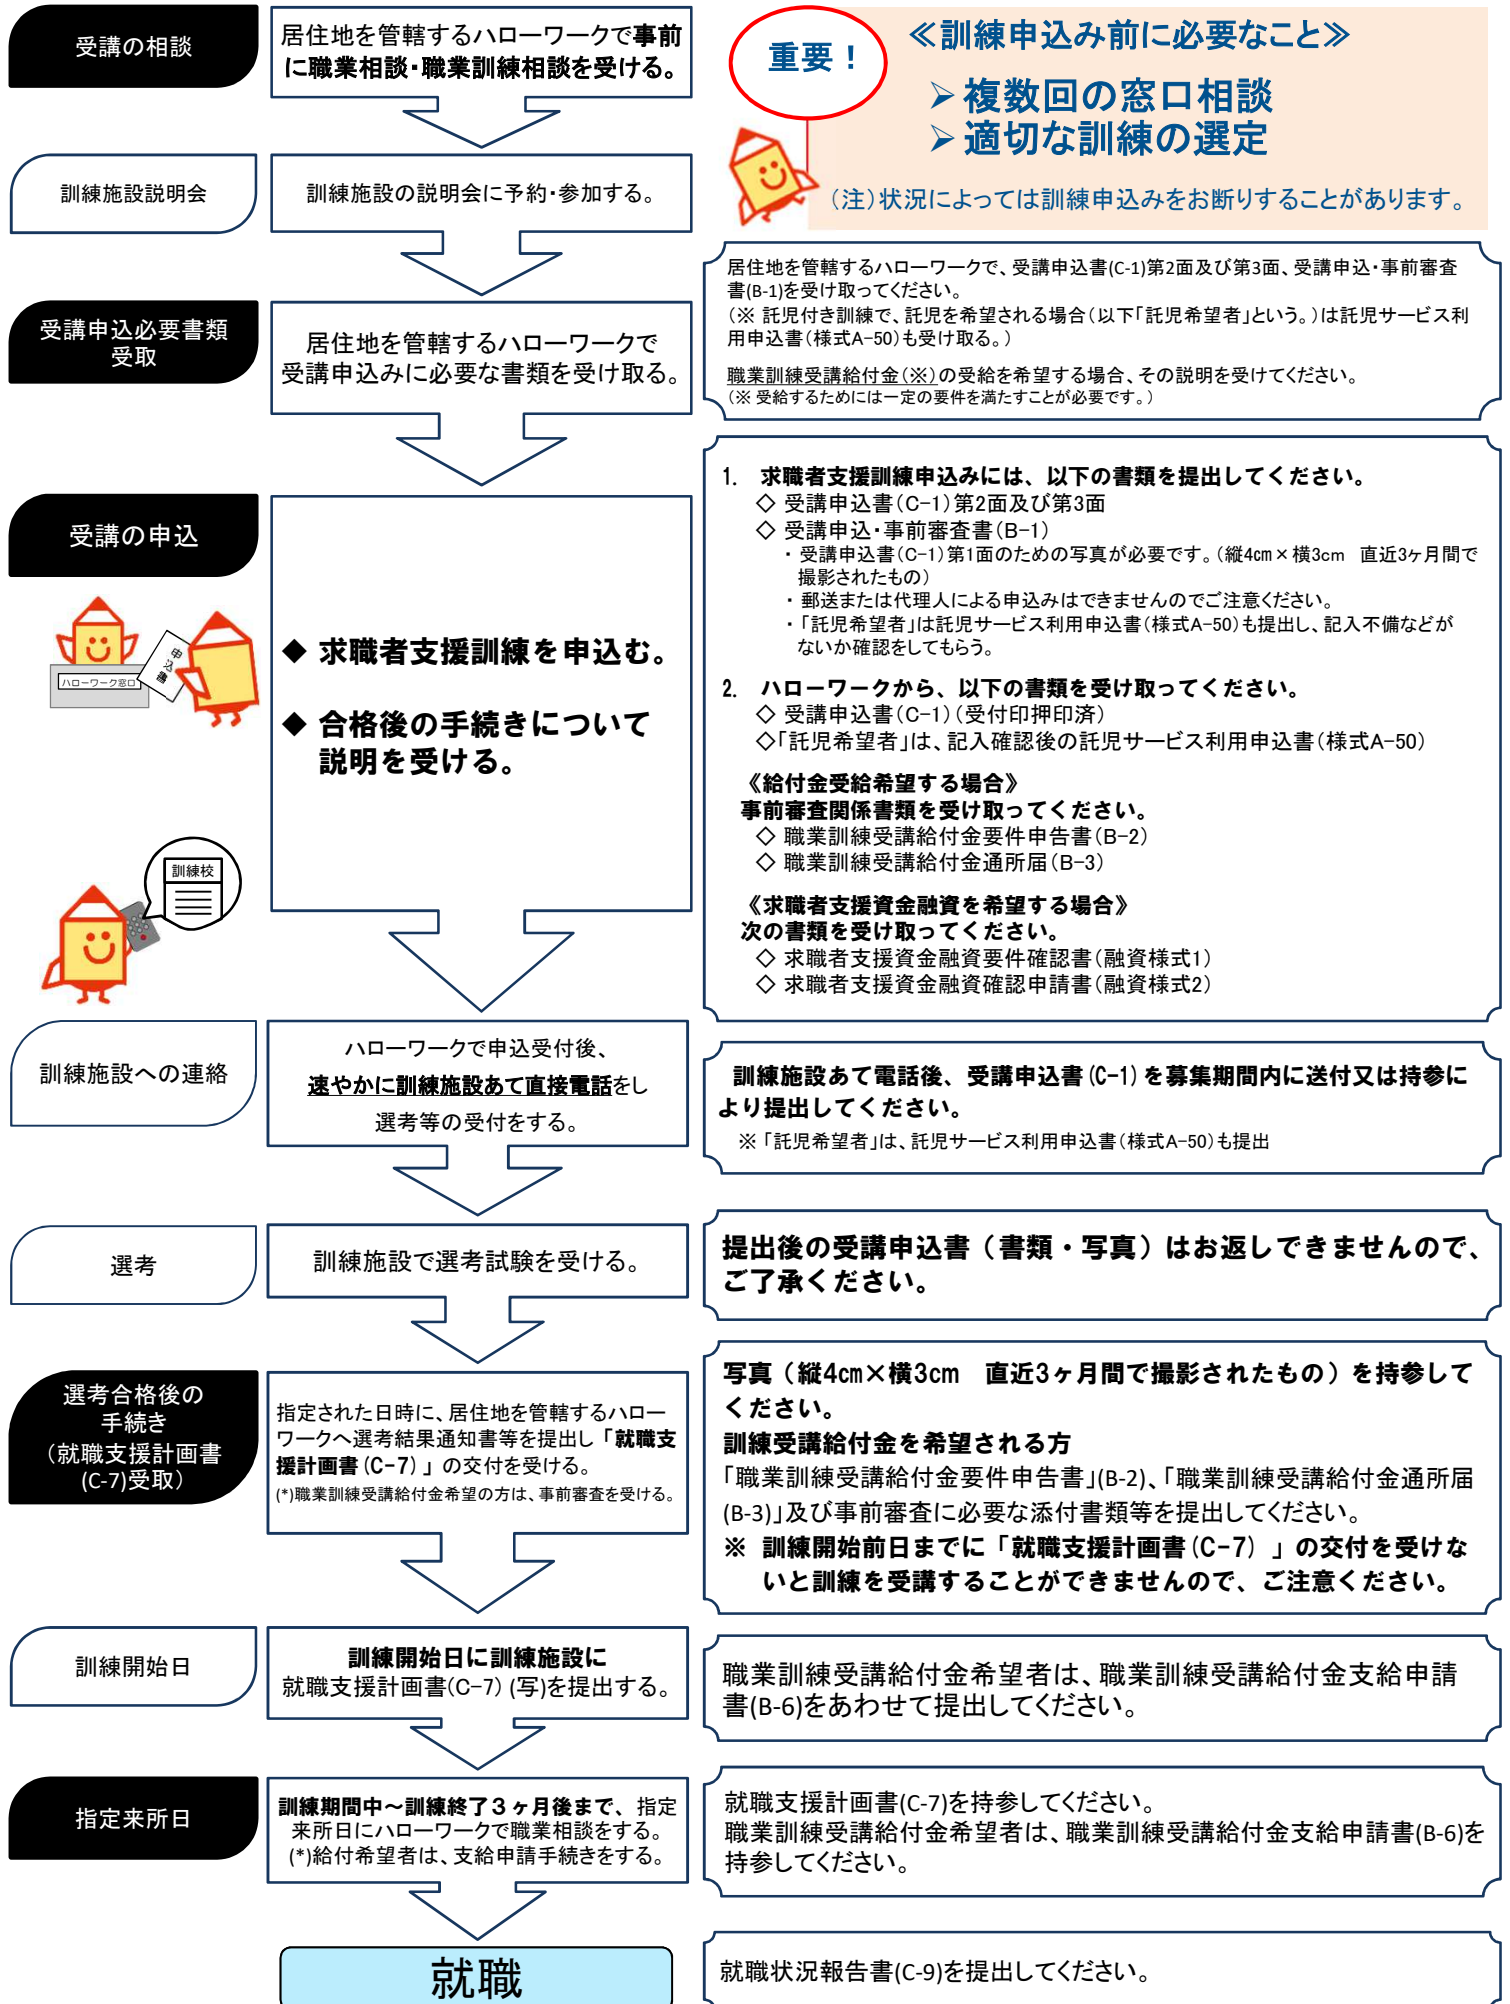 受講の相談
居住地を管轄するハローワークで事前
に職業相談・職業訓練相談を受ける。
重要！
≪訓練申込み前に必要なこと≫
➢複数回の窓口相談
➢適切な訓練の選定
（注）状況によっては訓練申込みをお断りすることがあります。
訓練施設説明会
訓練施設の説明会に予約・参加する。
受講申込必要書類
受取
居住地を管轄するハローワークで
受講申込みに必要な書類を受け取る。
居住地を管轄するハローワークで、受講申込書(C-1)第2面及び第3面、受講申込・事前審査
書(B-1)を受け取ってください。
（※ 託児付き訓練で、託児を希望される場合（以下「託児希望者」という。）は託児サービス利
用申込書（様式A-50）も受け取る。）
職業訓練受講給付金（※）の受給を希望する場合、その説明を受けてください。
（※ 受給するためには一定の要件を満たすことが必要です。）
受講の申込
ハローワーク窓口
申込書
訓練校
◆ 求職者支援訓練を申込む。
◆ 合格後の手続きについて
説明を受ける。
1. 求職者支援訓練申込みには、以下の書類を提出してください。
◇ 受講申込書（C-1）第2面及び第3面
◇ 受講申込・事前審査書（B-1）
・受講申込書（C-1）第1面のための写真が必要です。（縦4cm×横3cm 直近3ヶ月間で
撮影されたもの）
・郵送または代理人による申込みはできませんのでご注意ください。
・「託児希望者」は託児サービス利用申込書（様式A-50）も提出し、記入不備などが
ないか確認をしてもらう。
2. ハローワークから、以下の書類を受け取ってください。
◇ 受講申込書（C-1）（受付印押印済）
◇「託児希望者」は、記入確認後の託児サービス利用申込書（様式A-50）
《給付金受給希望する場合》
事前審査関係書類を受け取ってください。
◇ 職業訓練受講給付金要件申告書（B-2）
◇ 職業訓練受講給付金通所届（B-3）
《求職者支援資金融資を希望する場合》
次の書類を受け取ってください。
◇ 求職者支援資金融資要件確認書（融資様式1）
◇ 求職者支援資金融資確認申請書（融資様式2）
訓練施設への連絡
ハローワークで申込受付後、
速やかに訓練施設あて直接電話をし
選考等の受付をする。
訓練施設あて電話後、受講申込書(C-1)を募集期間内に送付又は持参に
より提出してください。
※「託児希望者」は、託児サービス利用申込書（様式A-50）も提出
選考
訓練施設で選考試験を受ける。
提出後の受講申込書（書類・写真）はお返しできませんので、
ご了承ください。
選考合格後の
手続き
（就職支援計画書
(C-7)受取）
指定された日時に、居住地を管轄するハロー
ワークへ選考結果通知書等を提出し「就職支
援計画書(C-7)」の交付を受ける。
(*)職業訓練受講給付金希望の方は、事前審査を受ける。
写真（縦4cm×横3cm 直近3ヶ月間で撮影されたもの）を持参して
ください。
訓練受講給付金を希望される方
「職業訓練受講給付金要件申告書」(B-2)、「職業訓練受講給付金通所届
(B-3)」及び事前審査に必要な添付書類等を提出してください。
※ 訓練開始前日までに「就職支援計画書(C-7)」の交付を受けな
いと訓練を受講することができませんので、ご注意ください。
訓練開始日
訓練開始日に訓練施設に
就職支援計画書(C-7)(写)を提出する。
職業訓練受講給付金希望者は、職業訓練受講給付金支給申請
書(B-6)をあわせて提出してください。
指定来所日
訓練期間中～訓練終了３ヶ月後まで、指定
来所日にハローワークで職業相談をする。
(*)給付希望者は、支給申請手続きをする。
就職支援計画書(C-7)を持参してください。
職業訓練受講給付金希望者は、職業訓練受講給付金支給申請書(B-6)を
持参してください。
就職
就職状況報告書(C-9)を提出してください。